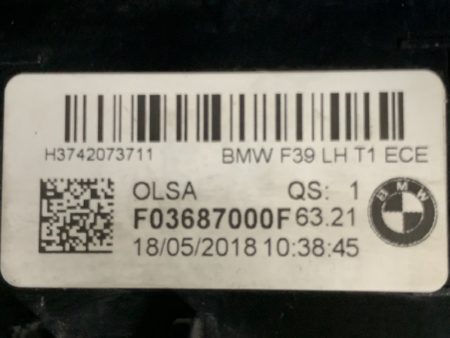 H3742073711 BMW F39 LH T1 ECE
OLSA QS: 1
F03687000F 63.21
18/05/2018 10:38:45
BMW